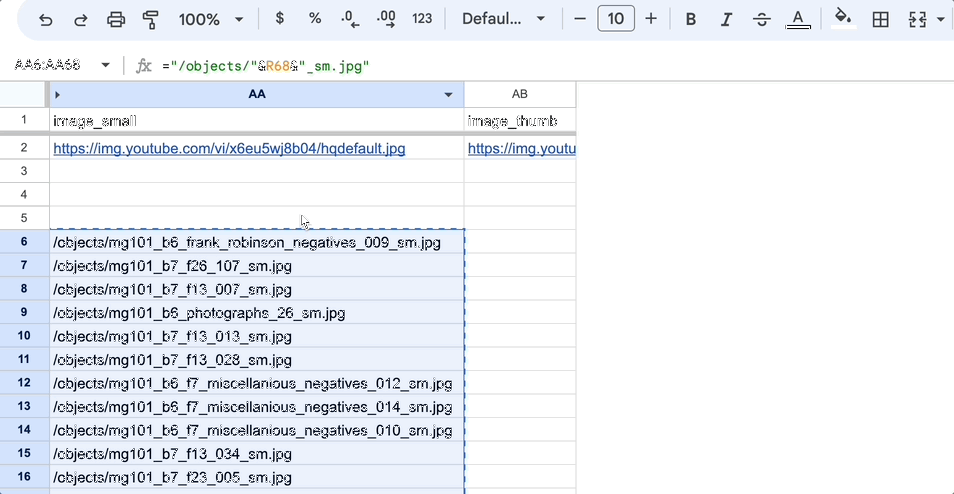 100% $ % .0 .00 123 Defaul... − 10 + B I S A
AA6:AA68 fx ="/objects/"&R68&"_sm.jpg"
AA AB
1 image_small image_thumb
2 https://img.youtube.com/vi/x6eu5wj8b04/hqdefault.jpg https://img.youtu
3
4
5
6 /objects/mg101_b6_frank_robinson_negatives_009_sm.jpg
7 /objects/mg101_b7_f26_107_sm.jpg
8 /objects/mg101_b7_f13_007_sm.jpg
9 /objects/mg101_b6_photographs_26_sm.jpg
10 /objects/mg101_b7_f13_013_sm.jpg
11 /objects/mg101_b7_f13_028_sm.jpg
12 /objects/mg101_b6_f7_miscellanious_negatives_012_sm.jpg
13 /objects/mg101_b6_f7_miscellanious_negatives_014_sm.jpg
14 /objects/mg101_b6_f7_miscellanious_negatives_010_sm.jpg
15 /objects/mg101_b7_f13_034_sm.jpg
16 /objects/mg101_b7_f23_005_sm.jpg